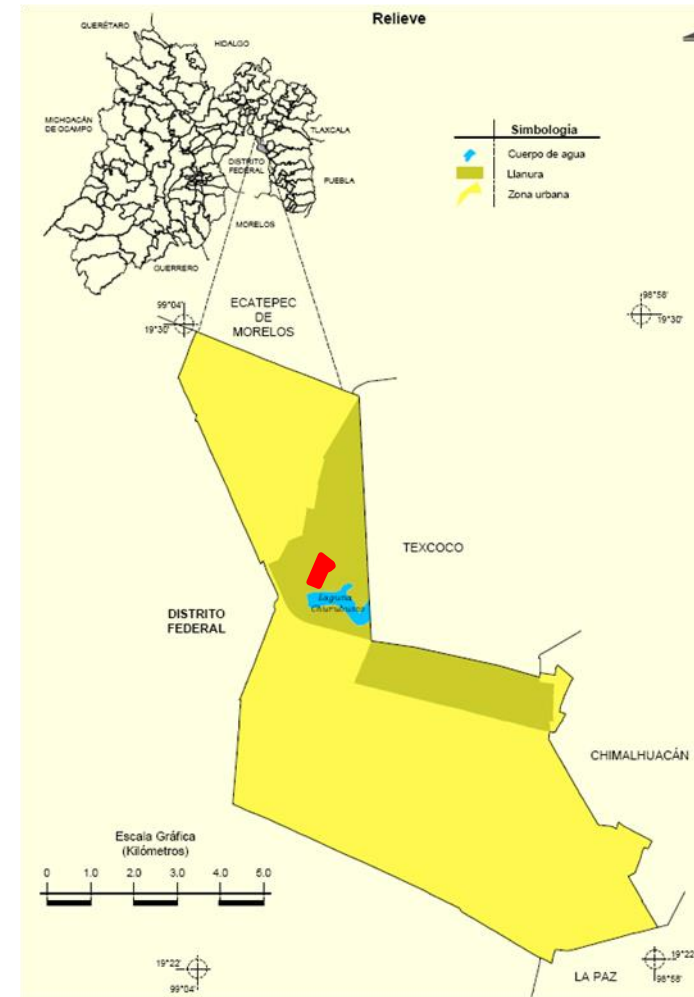 Relieve
QUERÉTARO
HIDALGO
MICHOACÁN
DE OCAMPO
TLAXCALA
DISTRITO
FEDERAL
PUEBLA
MORELOS
GUERRERO
Simbología
Cuerpo de agua
Llanura
Zona urbana
99°04'
19°30'
ECATEPEC
DE
MORELOS
98°58'
19°30'
TEXCOCO
Laguna
Churubusco
DISTRITO
FEDERAL
CHIMALHUACÁN
Escala Gráfica
(Kilómetros)
0 1.0 2.0 3.0 4.0 5.0
19°22'
99°04'
19°22'
98°58'
LA PAZ